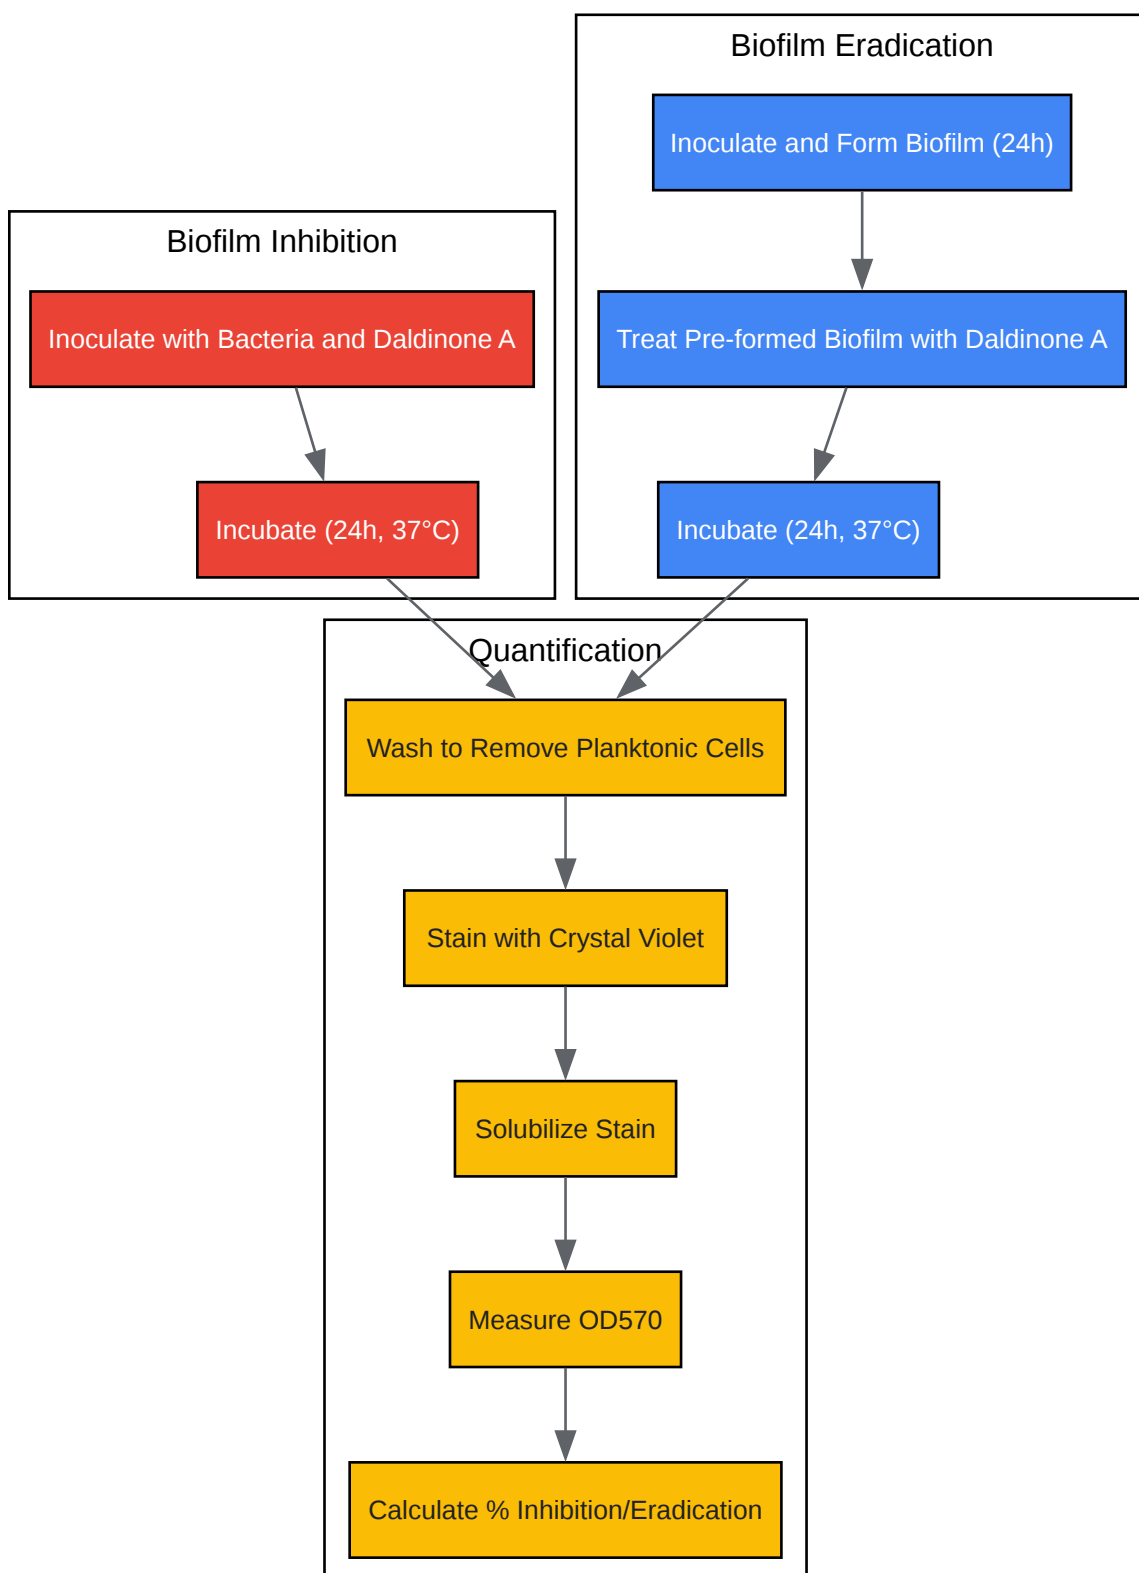 Biofilm Eradication
Inoculate and Form Biofilm (24h)
Biofilm Inhibition
Inoculate with Bacteria and Daldinone A
Treat Pre-formed Biofilm with Daldinone A
Incubate (24h, 37°C)
Incubate (24h, 37°C)
Quantification
Wash to Remove Planktonic Cells
Stain with Crystal Violet
Solubilize Stain
Measure OD570
Calculate % Inhibition/Eradication